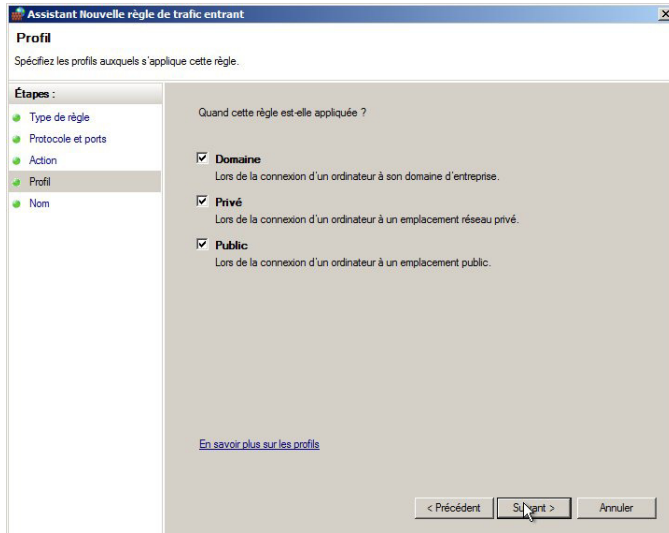 Assistant Nouvelle règle de trafic entrant
Profil
Spécifiez les profils auxquels s'applique cette règle.
Étapes :
Type de règle
Protocole et ports
Action
Profil
Nom
Quand cette règle est-elle appliquée ?
Domaine
Lors de la connexion d'un ordinateur à son domaine d'entreprise.
Privé
Lors de la connexion d'un ordinateur à un emplacement réseau privé.
Public
Lors de la connexion d'un ordinateur à un emplacement public.
En savoir plus sur les profils
< Précédent
Suivant >
Annuler